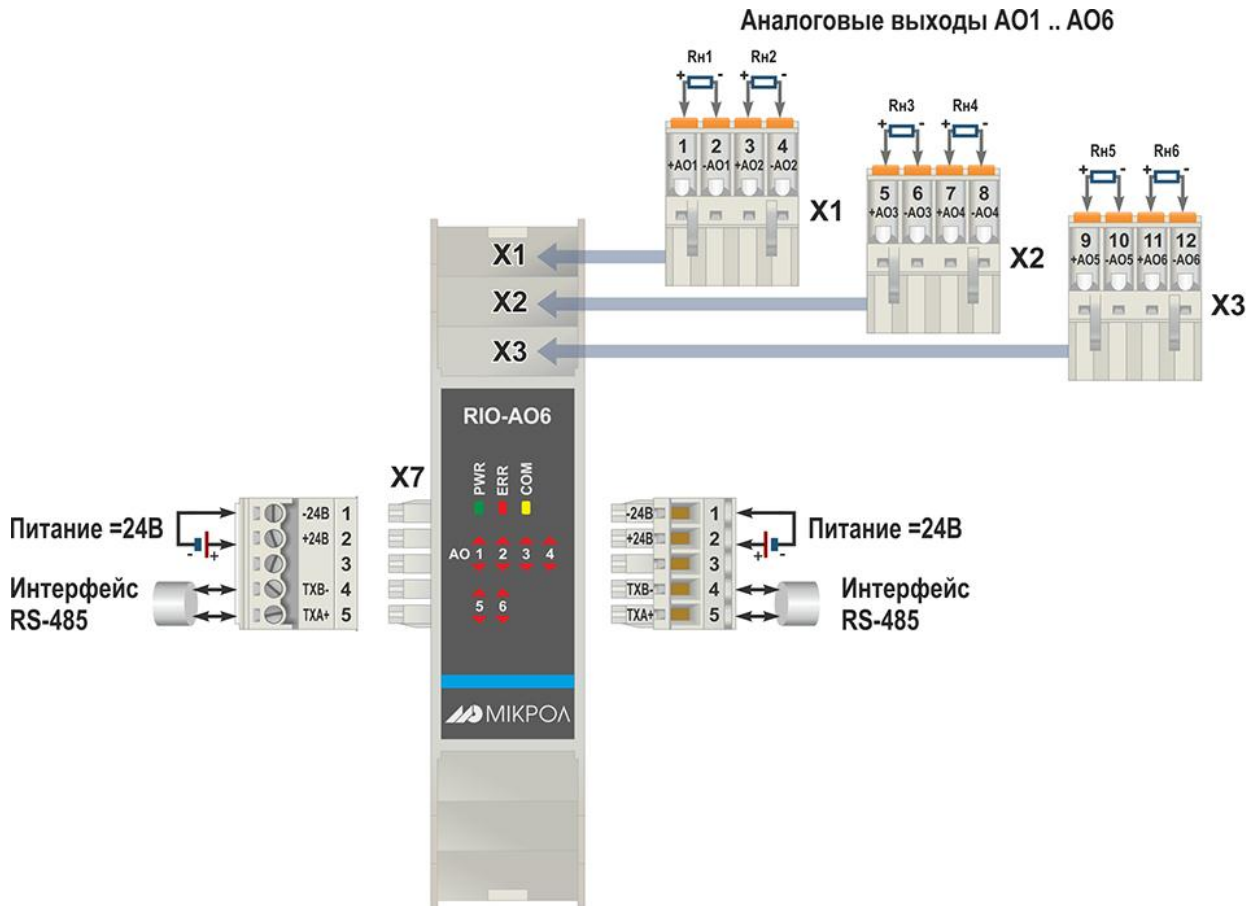 Аналоговые выходы АО1 .. АО6
Rн1 Rн2
+ - + -
1 2 3 4
+AO1 -AO1 +AO2 -AO2
X1
Rн3 Rн4
+ - + -
5 6 7 8
+AO3 -AO3 +AO4 -AO4
X2
Rн5 Rн6
+ - + -
9 10 11 12
+AO5 -AO5 +AO6 -AO6
X3
X1
X2
X3
RIO-AO6
PWR ERR COM
AO 1 2 3 4
5 6
МІКРОЛ
X7
Питание =24В
- +
Интерфейс
RS-485
-24В 1
+24В 2
3
TXB- 4
TXA+ 5
-24В 1
+24В 2
3
TXB- 4
TXA+ 5
Питание =24В
+ -
Интерфейс
RS-485